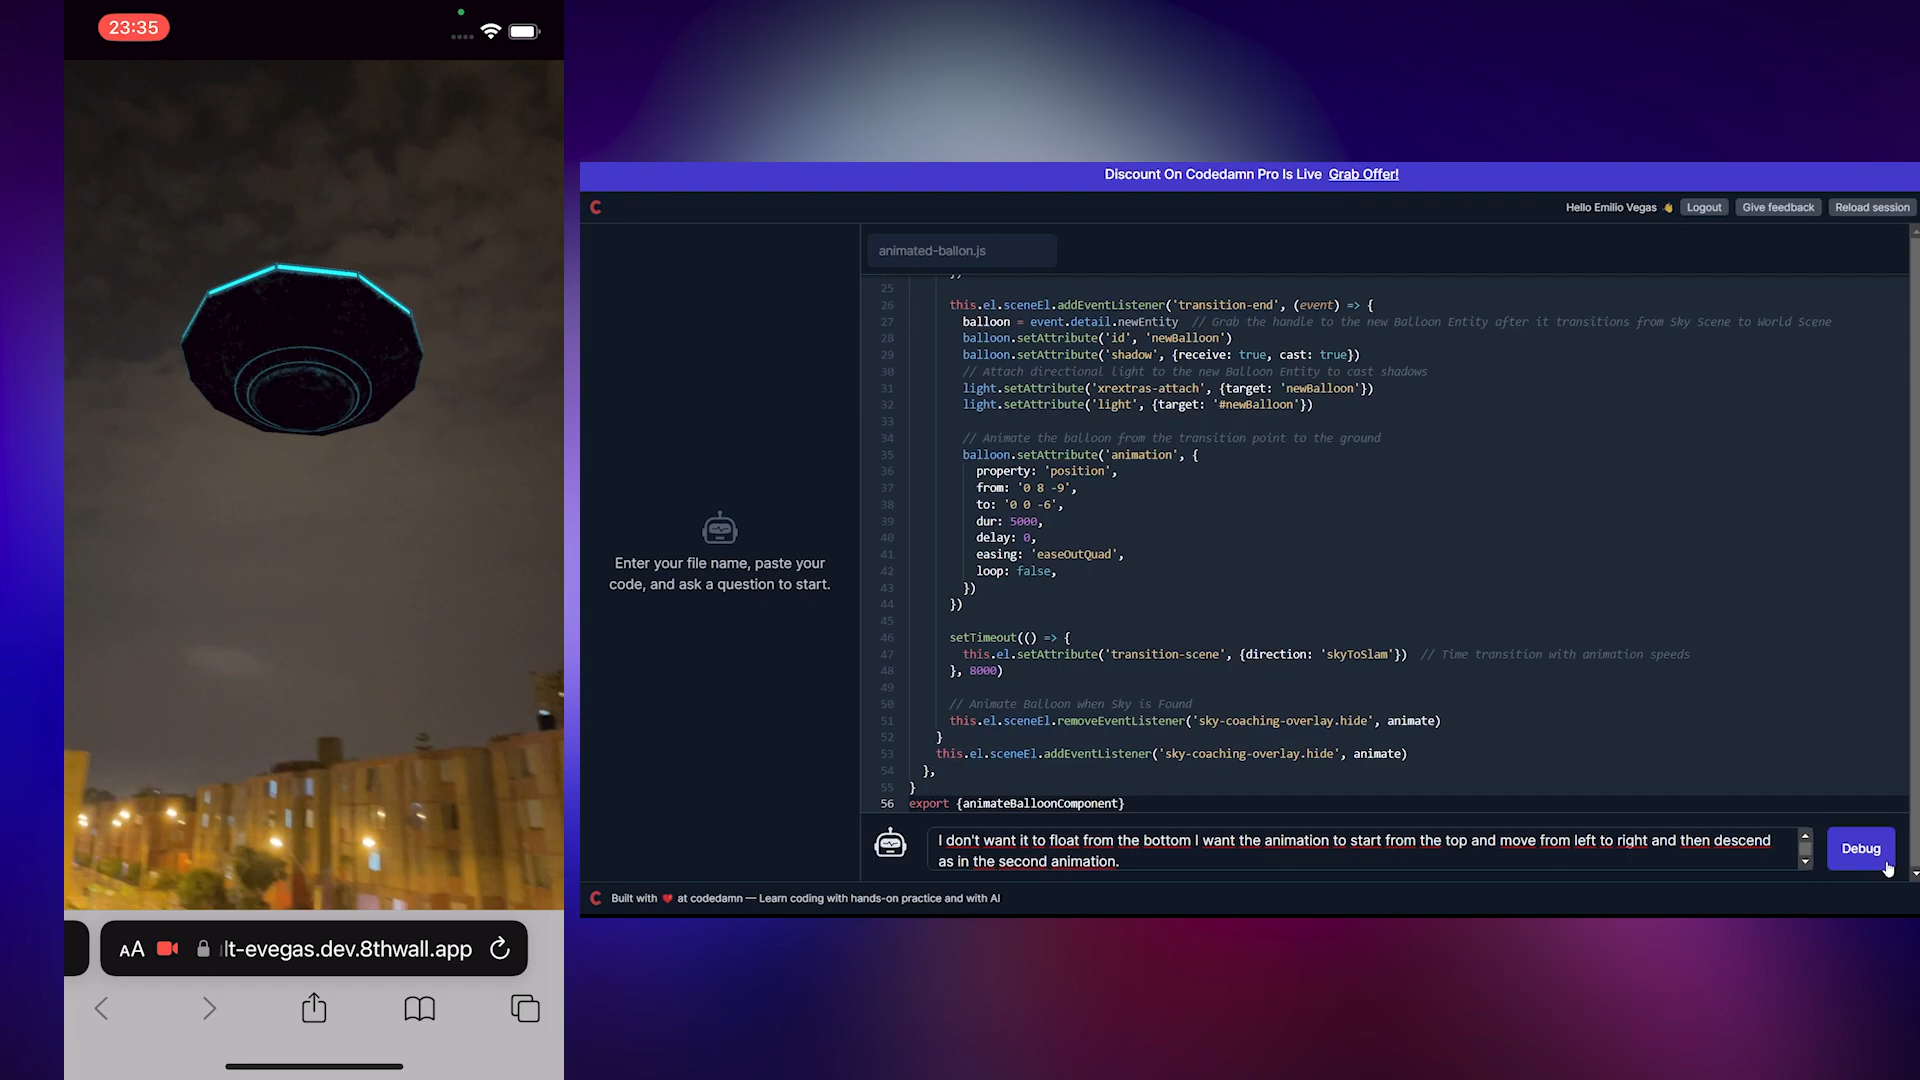 23:35
AA lt-evegas.dev.8thwall.app
Discount On Codedamn Pro Is Live Grab Offer!
Hello Emilio Vegas 👋 Logout Give feedback Reload session
animated-ballon.js
Enter your file name, paste your
code, and ask a question to start.
25
26 this.el.sceneEl.addEventListener('transition-end', (event) => {
27 balloon = event.detail.newEntity // Grab the handle to the new Balloon Entity after it transitions from Sky Scene to World Scene
28 balloon.setAttribute('id', 'newBalloon')
29 balloon.setAttribute('shadow', {receive: true, cast: true})
30 // Attach directional light to the new Balloon Entity to cast shadows
31 light.setAttribute('xrextras-attach', {target: 'newBalloon'})
32 light.setAttribute('light', {target: '#newBalloon'})
33
34 // Animate the balloon from the transition point to the ground
35 balloon.setAttribute('animation', {
36 property: 'position',
37 from: '0 8 -9',
38 to: '0 0 -6',
39 dur: 5000,
40 delay: 0,
41 easing: 'easeOutQuad',
42 loop: false,
43 })
44 })
45
46 setTimeout(() => {
47 this.el.setAttribute('transition-scene', {direction: 'skyToSlam'}) // Time transition with animation speeds
48 }, 8000)
49
50 // Animate Balloon when Sky is Found
51 this.el.sceneEl.removeEventListener('sky-coaching-overlay.hide', animate)
52 }
53 this.el.sceneEl.addEventListener('sky-coaching-overlay.hide', animate)
54 },
55 }
56 export {animateBalloonComponent}
I don't want it to float from the bottom I want the animation to start from the top and move from left to right and then descend
as in the second animation.
Debug
Built with ❤️ at codedamn — Learn coding with hands-on practice and with AI